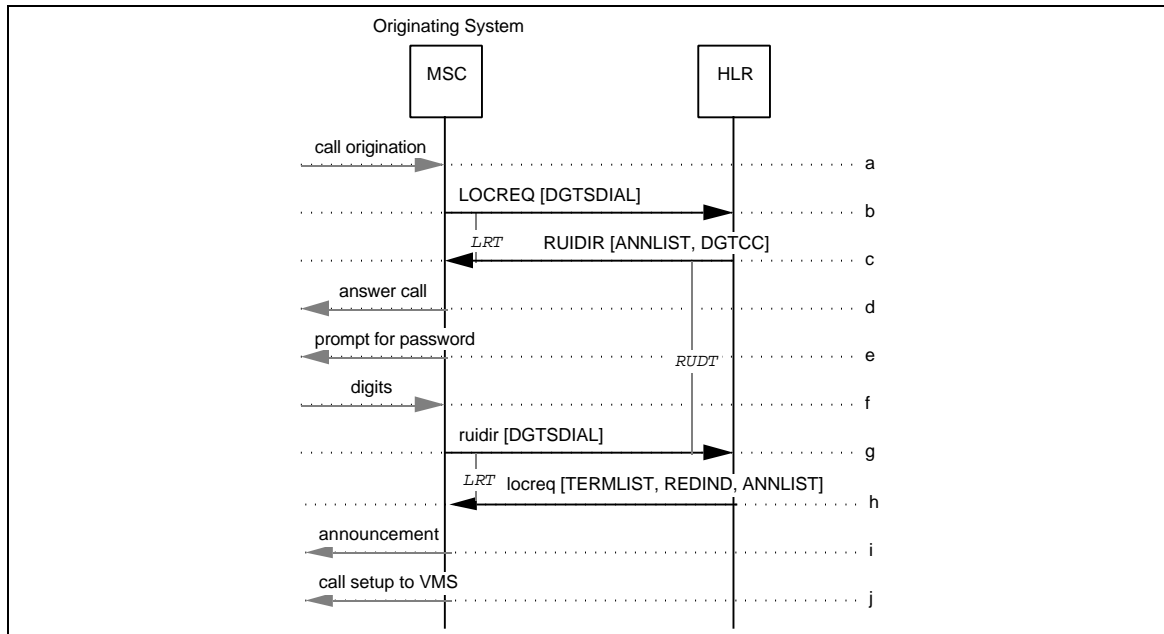 Originating System
MSC
HLR
call origination
a
LOCREQ [DGTSDIAL]
b
LRT
RUIDIR [ANNLIST, DGTCC]
c
answer call
d
prompt for password
e
RUDT
digits
f
ruidir [DGTSDIAL]
g
LRT
locreq [TERMLIST, REDIND, ANNLIST]
h
announcement
i
call setup to VMS
j